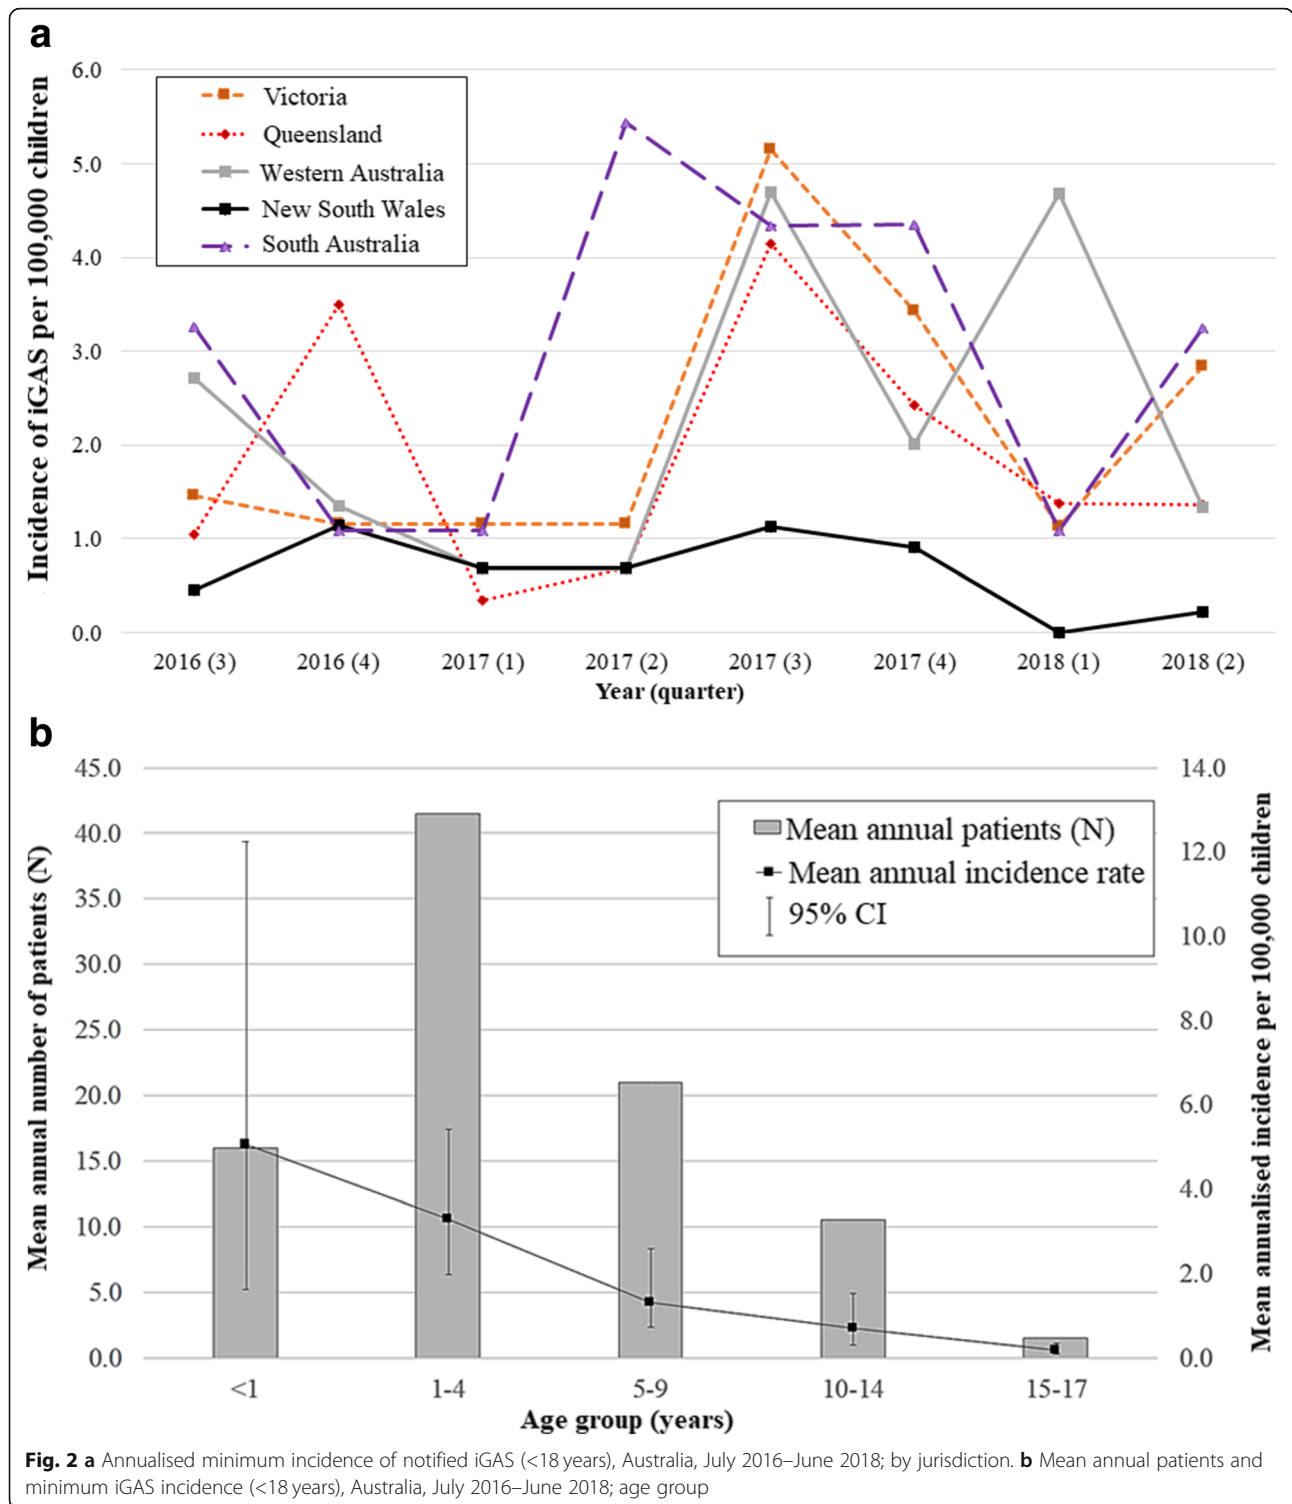 a
Incidence of iGAS per 100,000 children
6.0
5.0
4.0
3.0
2.0
1.0
0.0
Victoria
Queensland
Western Australia
New South Wales
South Australia
2016 (3) 2016 (4) 2017 (1) 2017 (2) 2017 (3) 2017 (4) 2018 (1) 2018 (2)
Year (quarter)
b
Mean annual number of patients (N)
45.0
40.0
35.0
30.0
25.0
20.0
15.0
10.0
5.0
0.0
Mean annual patients (N)
Mean annual incidence rate
95% CI
14.0
12.0
10.0
8.0
6.0
4.0
2.0
0.0
Mean annualised incidence per 100,000 children
<1 1-4 5-9 10-14 15-17
Age group (years)
Fig. 2 a Annualised minimum incidence of notified iGAS (<18 years), Australia, July 2016–June 2018; by jurisdiction. b Mean annual patients and
minimum iGAS incidence (<18 years), Australia, July 2016–June 2018; age group